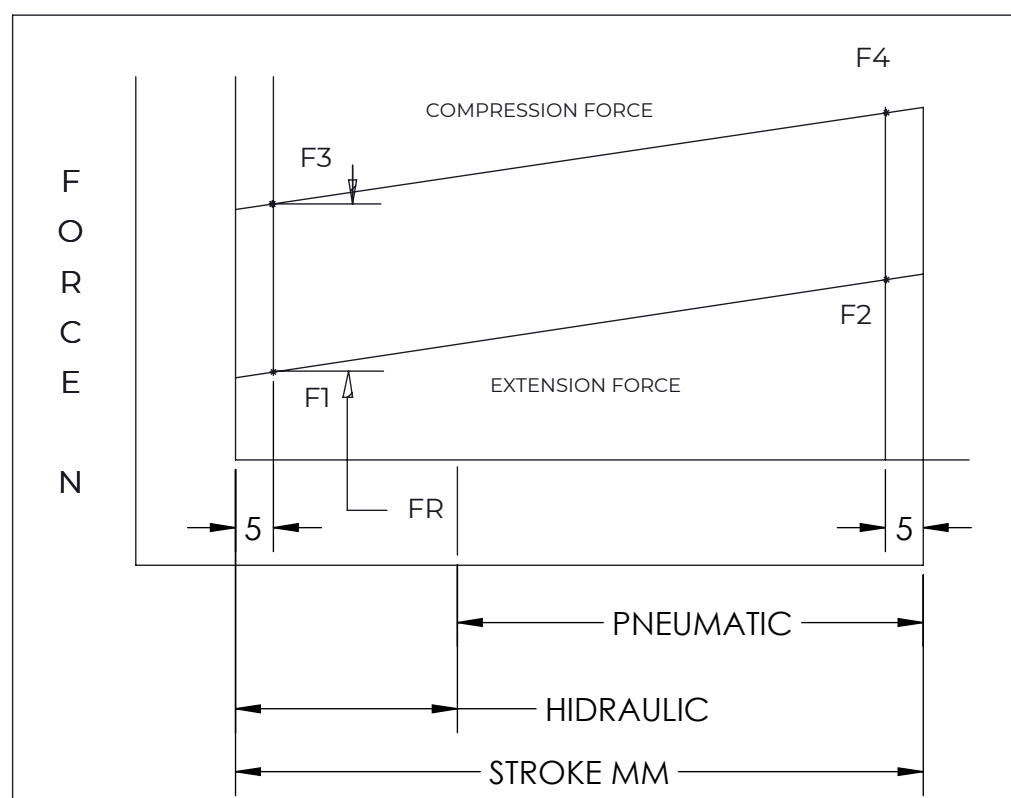 F4
COMPRESSION FORCE
F3
F
O
R
C
E
N
F2
EXTENSION FORCE
F1
FR
5
5
PNEUMATIC
HIDRAULIC
STROKE MM